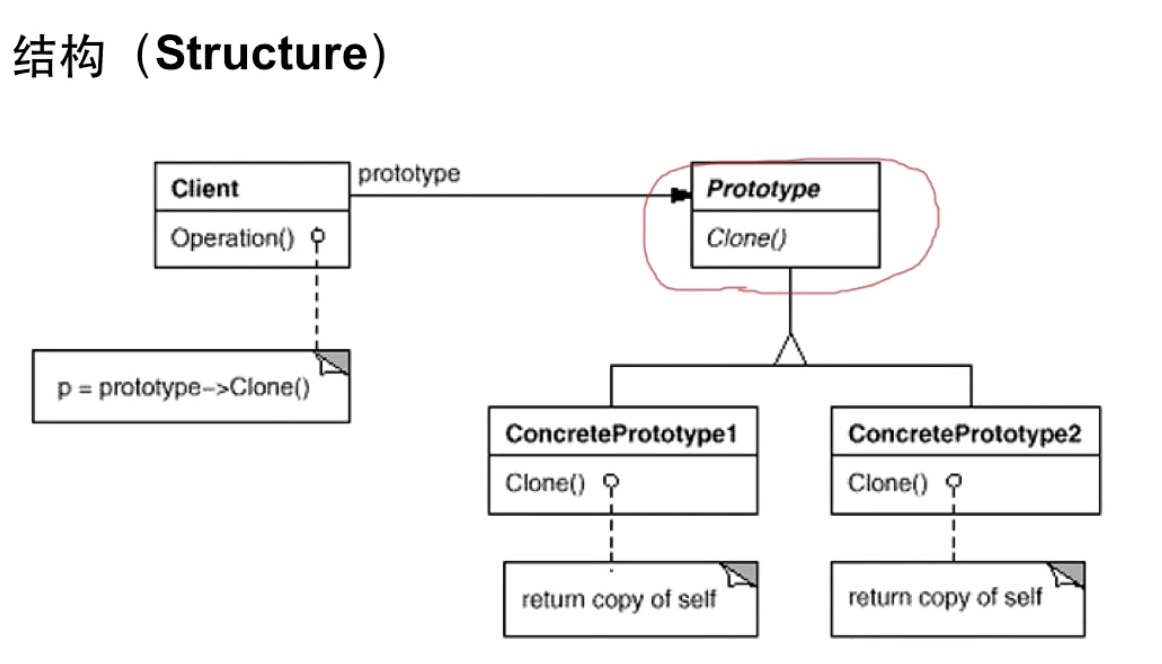 结构（Structure）
prototype
Client
Prototype
Operation()
Clone()
p = prototype->Clone()
ConcretePrototype1
ConcretePrototype2
Clone()
Clone()
return copy of self
return copy of self